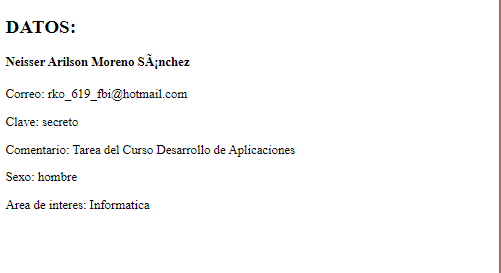 DATOS:
Neisser Arilson Moreno SÃ¡nchez
Correo: rko_619_fbi@hotmail.com
Clave: secreto
Comentario: Tarea del Curso Desarrollo de Aplicaciones
Sexo: hombre
Area de interes: Informatica